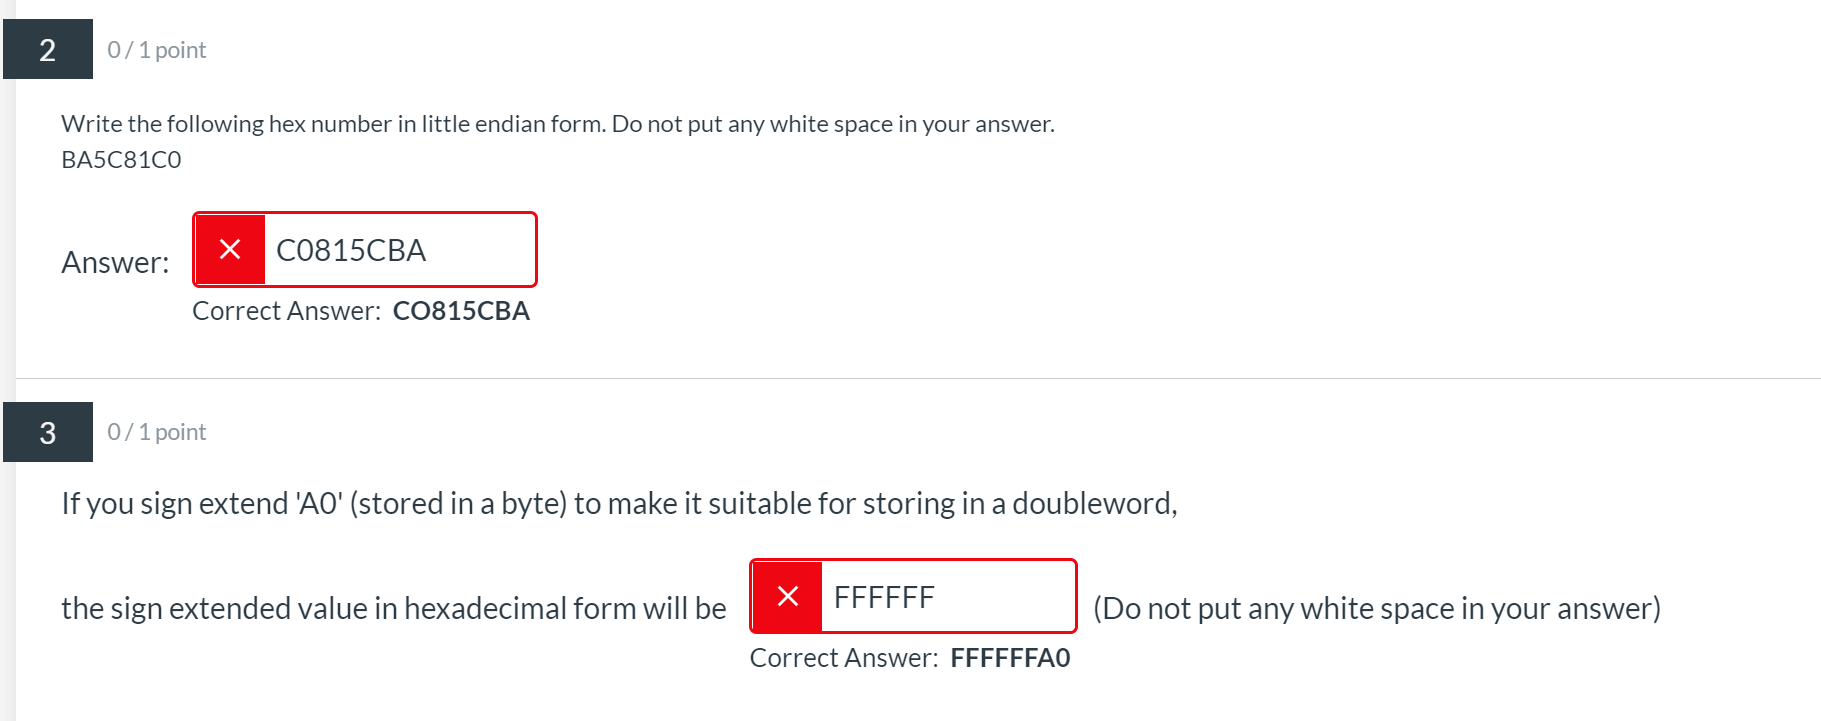 2
0 / 1 point
Write the following hex number in little endian form. Do not put any white space in your answer.
BA5C81C0
Answer:
C0815CBA
Correct Answer: CO815CBA
3
0 / 1 point
If you sign extend 'A0' (stored in a byte) to make it suitable for storing in a doubleword,
the sign extended value in hexadecimal form will be
FFFFFF
(Do not put any white space in your answer)
Correct Answer: FFFFFFA0